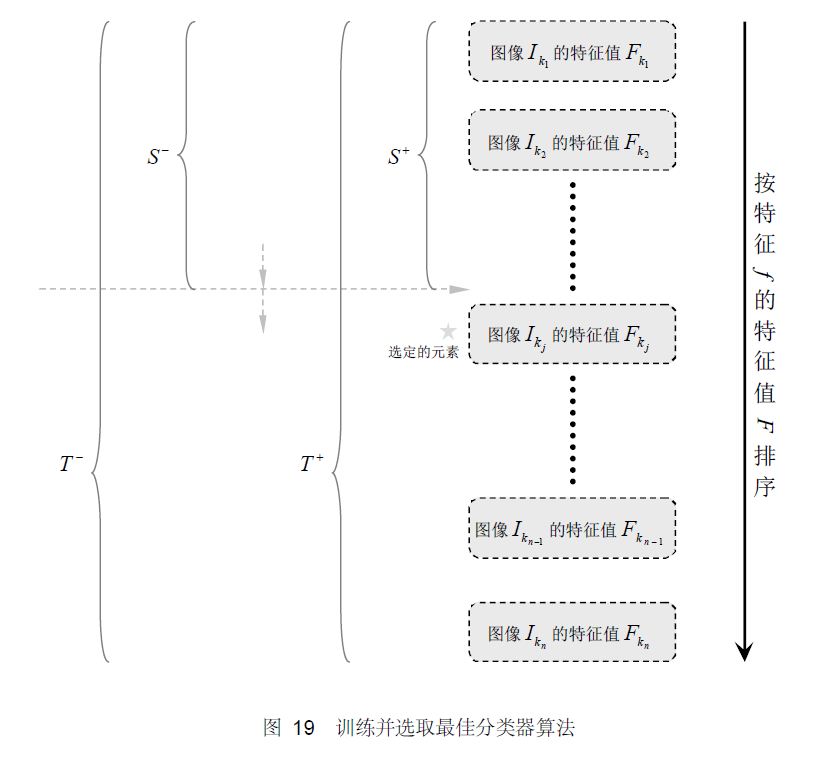 图像 I_{k_1} 的特征值 F_{k_1}
图像 I_{k_2} 的特征值 F_{k_2}
S^-
S^+
按特征 f 的特征值 F 排序
图像 I_{k_j} 的特征值 F_{k_j}
选定的元素
T^-
T^+
图像 I_{k_{n-1}} 的特征值 F_{k_{n-1}}
图像 I_{k_n} 的特征值 F_{k_n}
图 19 训练并选取最佳分类器算法